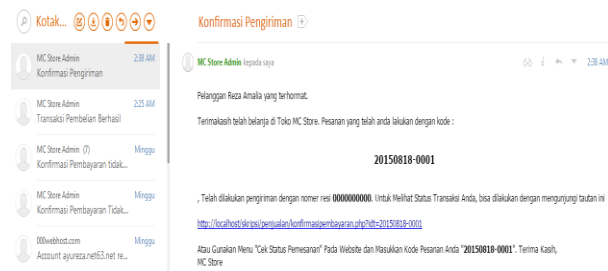 Kotak...
MC Store Admin 2:38 AM
Konfirmasi Pengiriman
MC Store Admin 2:25 AM
Transaksi Pembelian Berhasil
MC Store Admin (7) Minggu
Konfirmasi Pembayaran tidak...
MC Store Admin Minggu
Konfirmasi Pembayaran Tidak...
000webhost.com Minggu
Account ayureza.net63.net re...
Konfirmasi Pengiriman
MC Store Admin kepada saya 2:38 AM
Pelanggan Reza Amalia yang terhormat.
Terimakasih telah belanja di Toko MC Store. Pesanan yang telah anda lakukan dengan kode :
20150818-0001
, Telah dilakukan pengiriman dengan nomer resi 0000000000. Untuk Melihat Status Transaksi Anda, bisa dilakukan dengan mengunjungi tautan ini
http://localhost/skripsi/penjualan/konfirmasipembayaran.php?idt=20150818-0001
Atau Gunakan Menu "Cek Status Pemesanan" Pada Website dan Masukkan Kode Pesanan Anda "20150818-0001". Terima Kasih,
MC Store